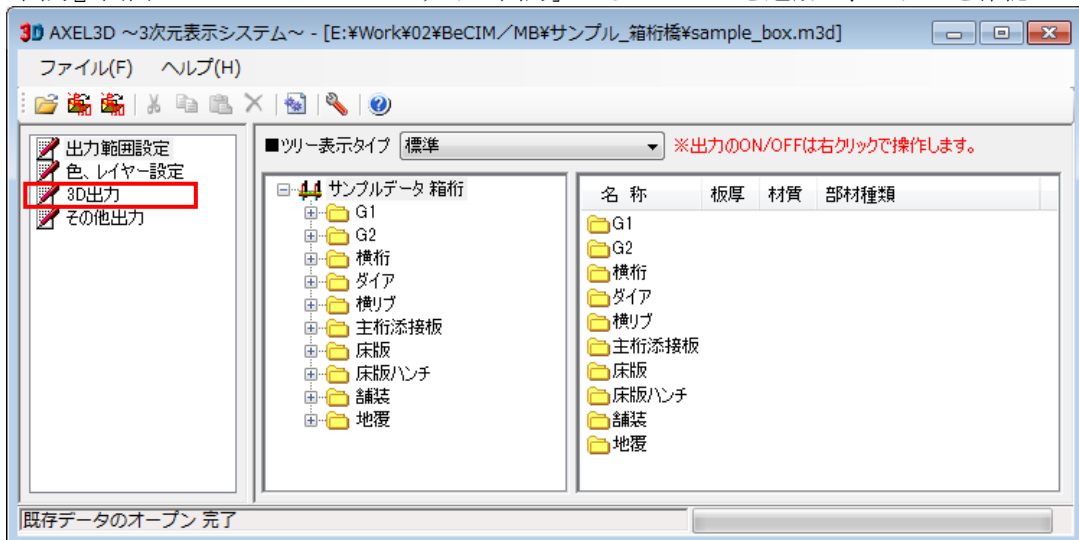 3D AXEL3D ～3次元表示システム～ - [E:¥Work¥02¥BeCIM／MB¥サンプル_箱桁橋¥sample_box.m3d]
ファイル(F) ヘルプ(H)
出力範囲設定
色、レイヤー設定
3D出力
その他出力
■ツリー表示タイプ 標準 ※出力のON/OFFは右クリックで操作します。
サンプルデータ 箱桁
G1
G2
横桁
ダイア
横リブ
主桁添接板
床版
床版ハンチ
舗装
地覆
名 称 板厚 材質 部材種類
G1
G2
横桁
ダイア
横リブ
主桁添接板
床版
床版ハンチ
舗装
地覆
既存データのオープン 完了